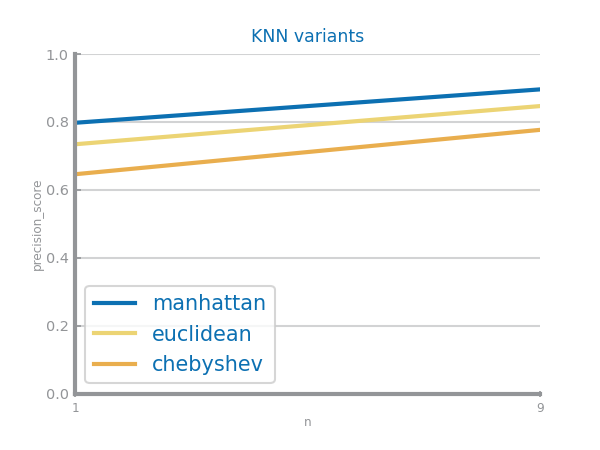 KNN variants
1.0
0.8
0.6
0.4
0.2
0.0
precision_score
manhattan
euclidean
chebyshev
1
9
n